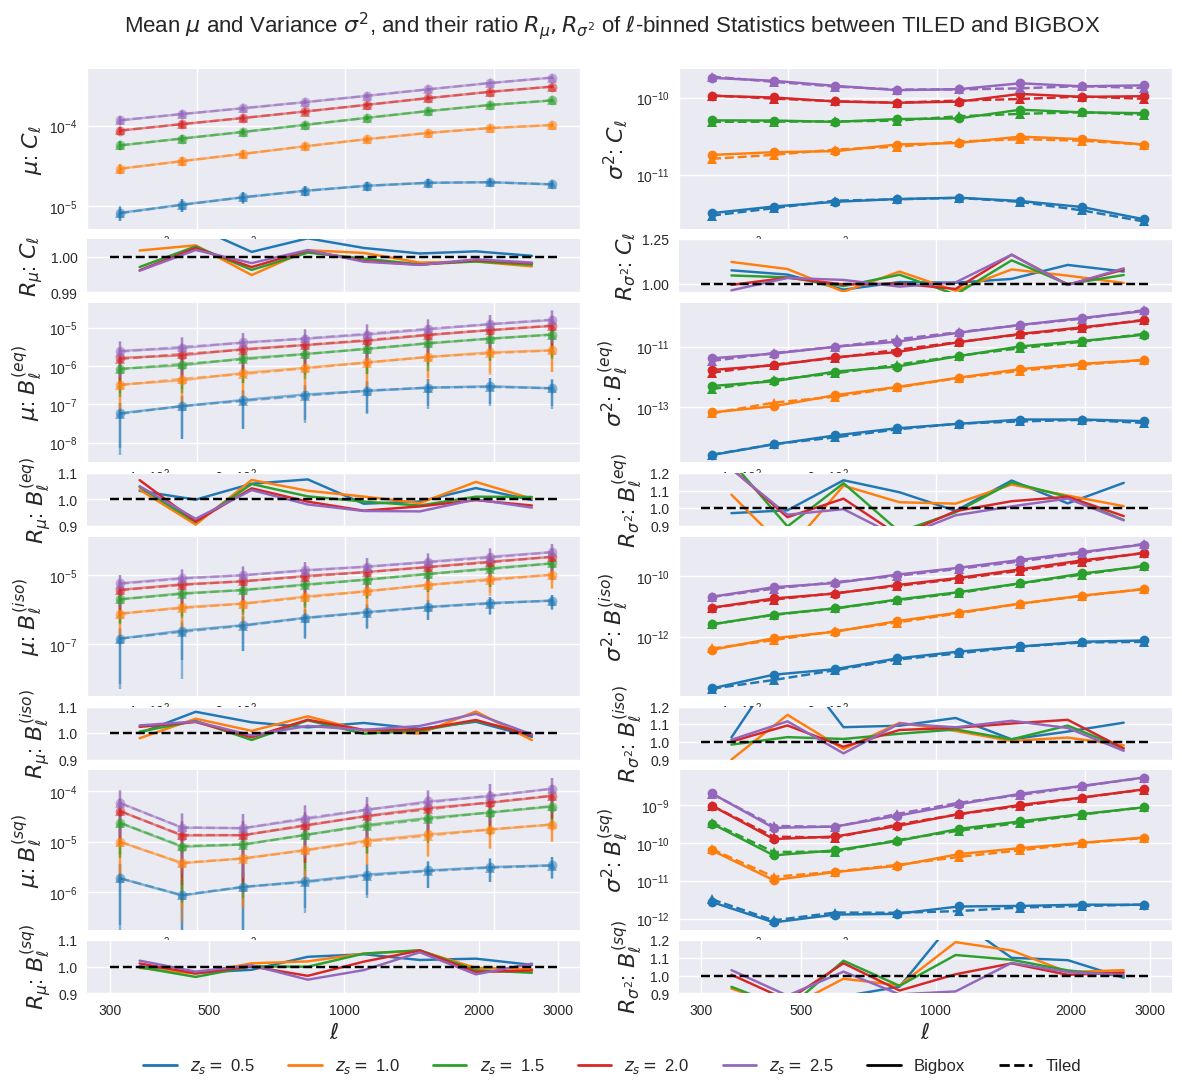 Mean μ and Variance σ², and their ratio R_μ, R_σ² of ℓ-binned Statistics between TILED and BIGBOX
μ: C_ℓ
10⁻⁴
10⁻⁵
σ²: C_ℓ
10⁻¹⁰
10⁻¹¹
R_μ: C_ℓ
1.00
0.99
R_σ²: C_ℓ
1.25
1.00
μ: B_ℓ^(eq)
10⁻⁵
10⁻⁶
10⁻⁷
10⁻⁸
σ²: B_ℓ^(eq)
10⁻¹¹
10⁻¹³
R_μ: B_ℓ^(eq)
1.1
1.0
0.9
R_σ²: B_ℓ^(eq)
1.2
1.1
1.0
0.9
μ: B_ℓ^(iso)
10⁻⁵
10⁻⁷
σ²: B_ℓ^(iso)
10⁻¹⁰
10⁻¹²
R_μ: B_ℓ^(iso)
1.1
1.0
0.9
R_σ²: B_ℓ^(iso)
1.2
1.1
1.0
0.9
μ: B_ℓ^(sq)
10⁻⁴
10⁻⁵
10⁻⁶
σ²: B_ℓ^(sq)
10⁻⁹
10⁻¹⁰
10⁻¹¹
10⁻¹²
R_μ: B_ℓ^(sq)
1.1
1.0
0.9
R_σ²: B_ℓ^(sq)
1.2
1.1
1.0
0.9
300 500 1000 2000 3000
ℓ
300 500 1000 2000 3000
ℓ
z_s = 0.5 z_s = 1.0 z_s = 1.5 z_s = 2.0 z_s = 2.5 Bigbox Tiled